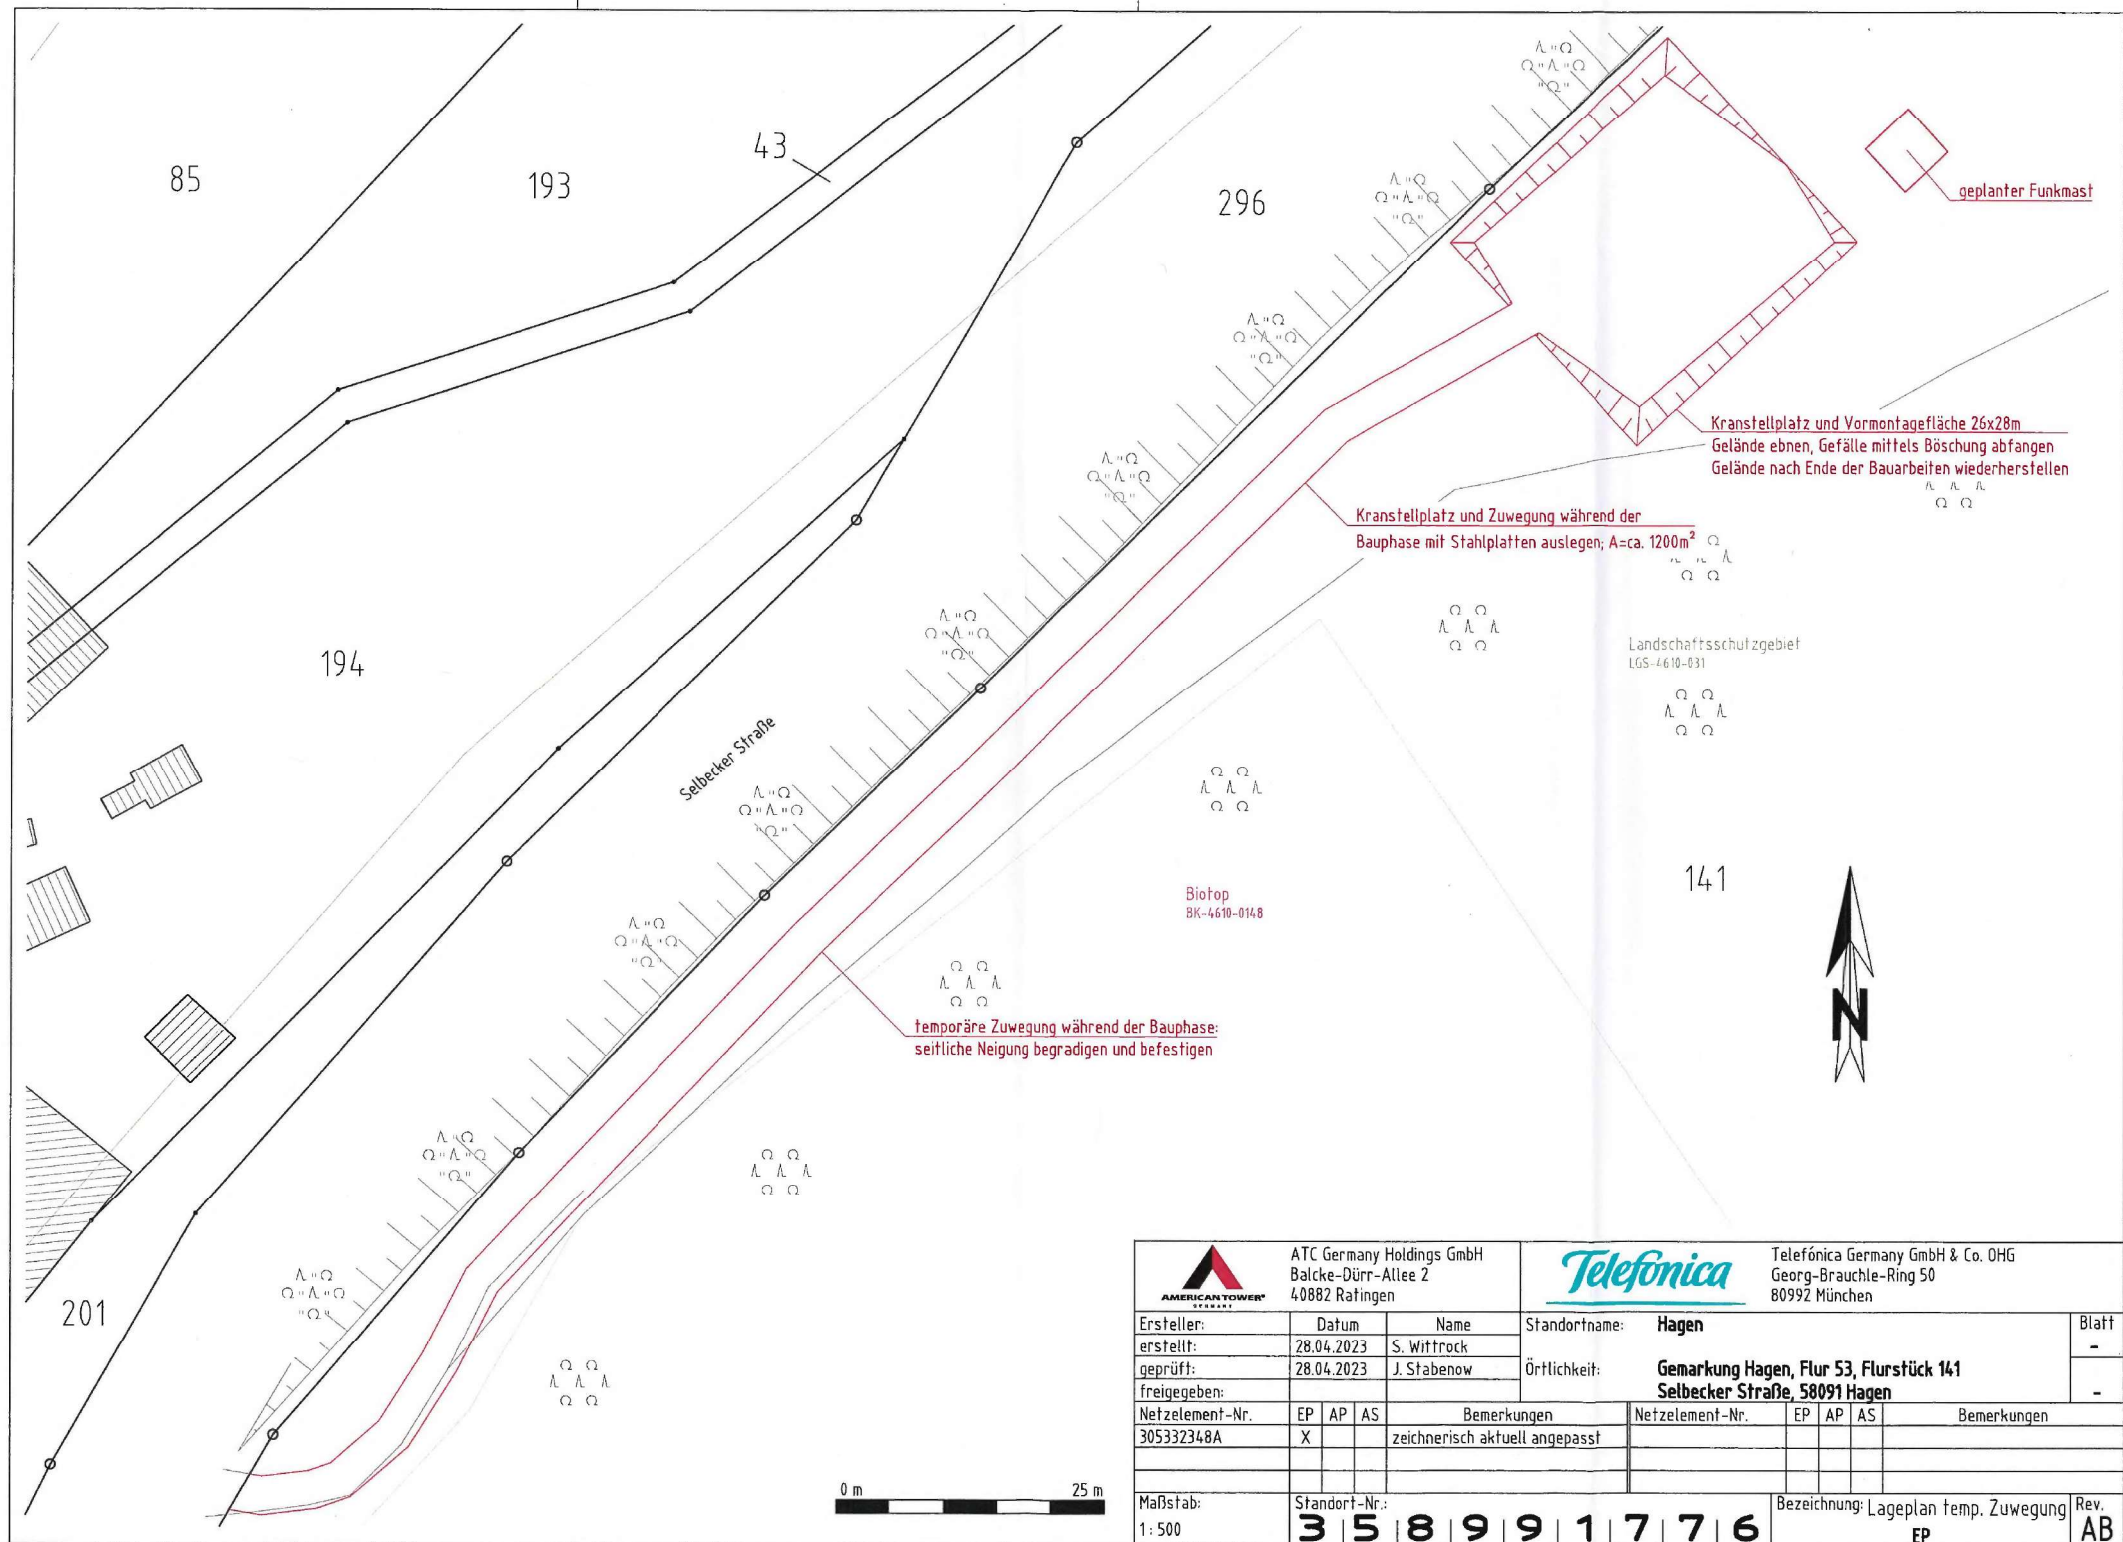 85
193
43
296
geplanter Funkmast
Kranstellplatz und Vormontagefläche 26x28m
Gelände ebnen, Gefälle mittels Böschung abfangen
Gelände nach Ende der Bauarbeiten wiederherstellen
Kranstellplatz und Zuwegung während der
Bauphase mit Stahlplatten auslegen; A=ca. 1200m²
194
Landschaftsschutzgebiet
LGS-4610-031
Selbecker Straße
141
Biotop
BK-4610-0148
N
temporäre Zuwegung während der Bauphase:
seitliche Neigung begradigen und befestigen
201
0 m 25 m
AMERICAN TOWER®
GERMANY
ATC Germany Holdings GmbH
Balcke-Dürr-Allee 2
40882 Ratingen
Telefónica
Telefónica Germany GmbH & Co. OHG
Georg-Brauchle-Ring 50
80992 München
Ersteller: Datum Name
erstellt: 28.04.2023 S. Wittrock
geprüft: 28.04.2023 J. Stabenow
freigegeben:
Standortname: Hagen
Örtlichkeit: Gemarkung Hagen, Flur 53, Flurstück 141
Selbecker Straße, 58091 Hagen
Blatt
-
-
Netzelement-Nr. EP AP AS Bemerkungen Netzelement-Nr. EP AP AS Bemerkungen
305332348A X zeichnerisch aktuell angepasst
Maßstab:
1:500
Standort-Nr.:
3 5 8 9 9 1 7 7 6
Bezeichnung: Lageplan temp. Zuwegung
EP
Rev.
AB